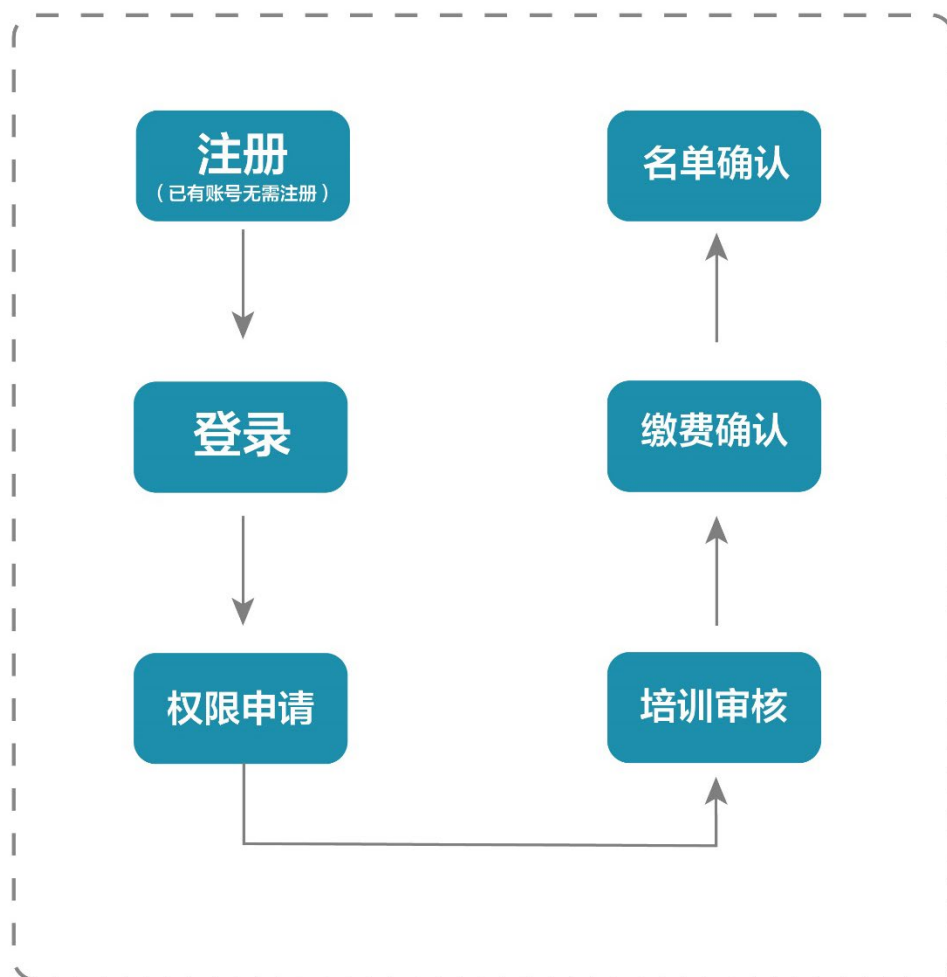 注册
（已有账号无需注册）
登录
权限申请
培训审核
缴费确认
名单确认